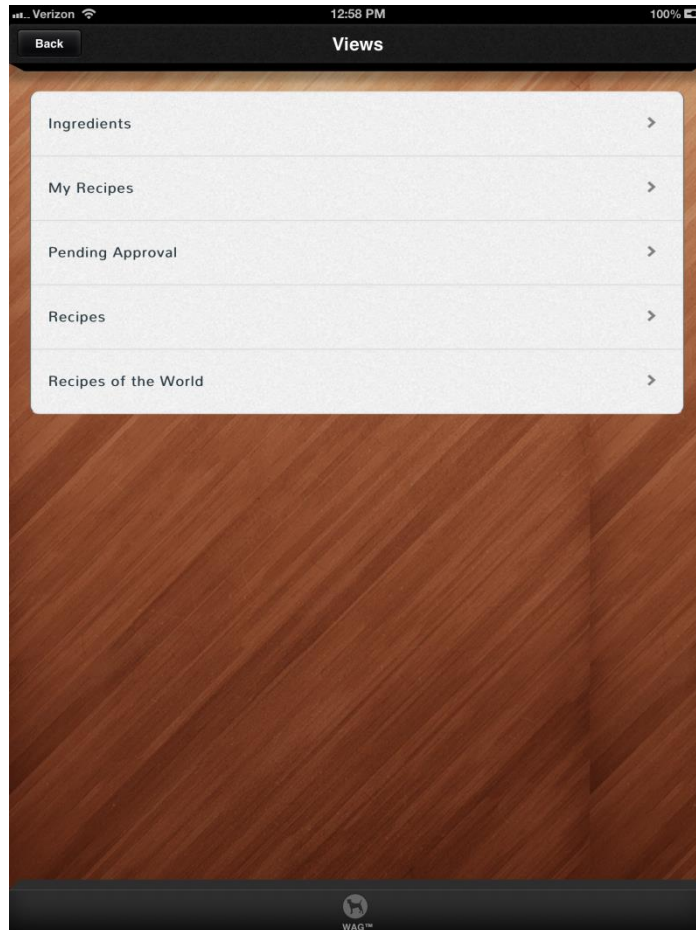 Verizon 12:58 PM 100%
Back Views
Ingredients
My Recipes
Pending Approval
Recipes
Recipes of the World
WAG™